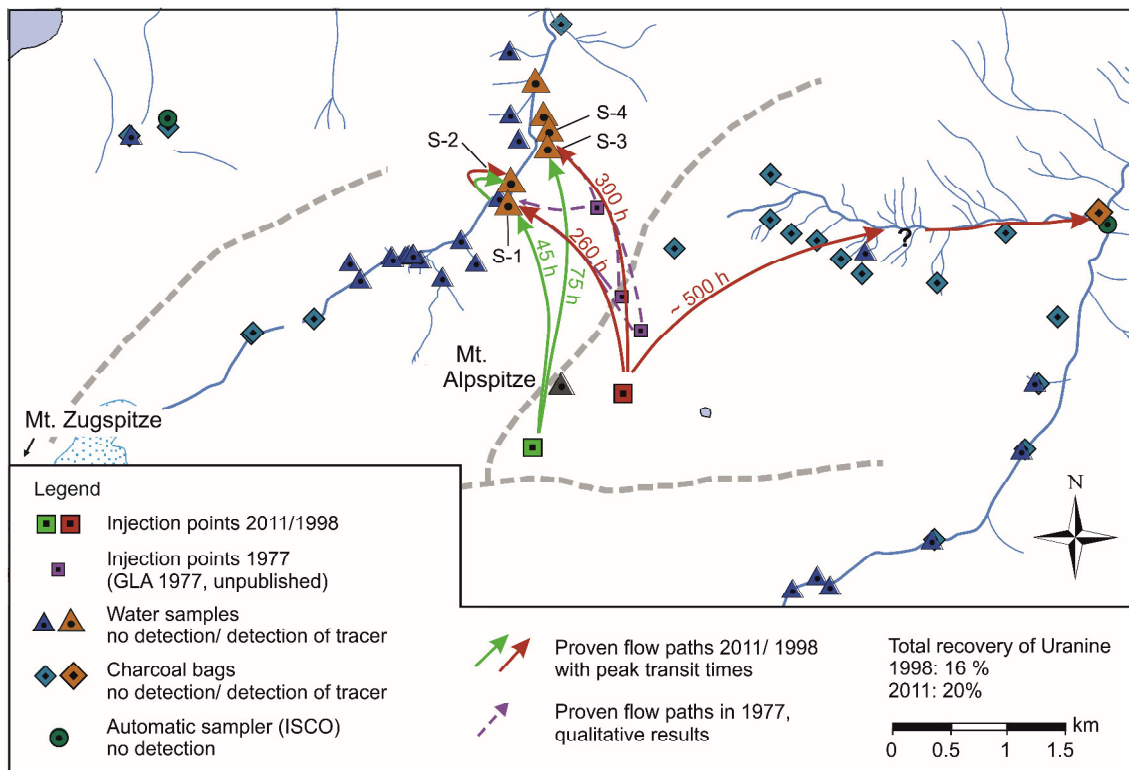 S-4
S-3
S-2
S-1
300 h
260 h
45 h
75 h
~ 500 h
?
Mt.
Alpspitze
Mt. Zugspitze
N
Legend
Injection points 2011/1998
Injection points 1977
(GLA 1977, unpublished)
Water samples
no detection/ detection of tracer
Charcoal bags
no detection/ detection of tracer
Automatic sampler (ISCO)
no detection
Proven flow paths 2011/ 1998
with peak transit times
Proven flow paths in 1977,
qualitative results
Total recovery of Uranine
1998: 16 %
2011: 20%
km
0 0.5 1 1.5